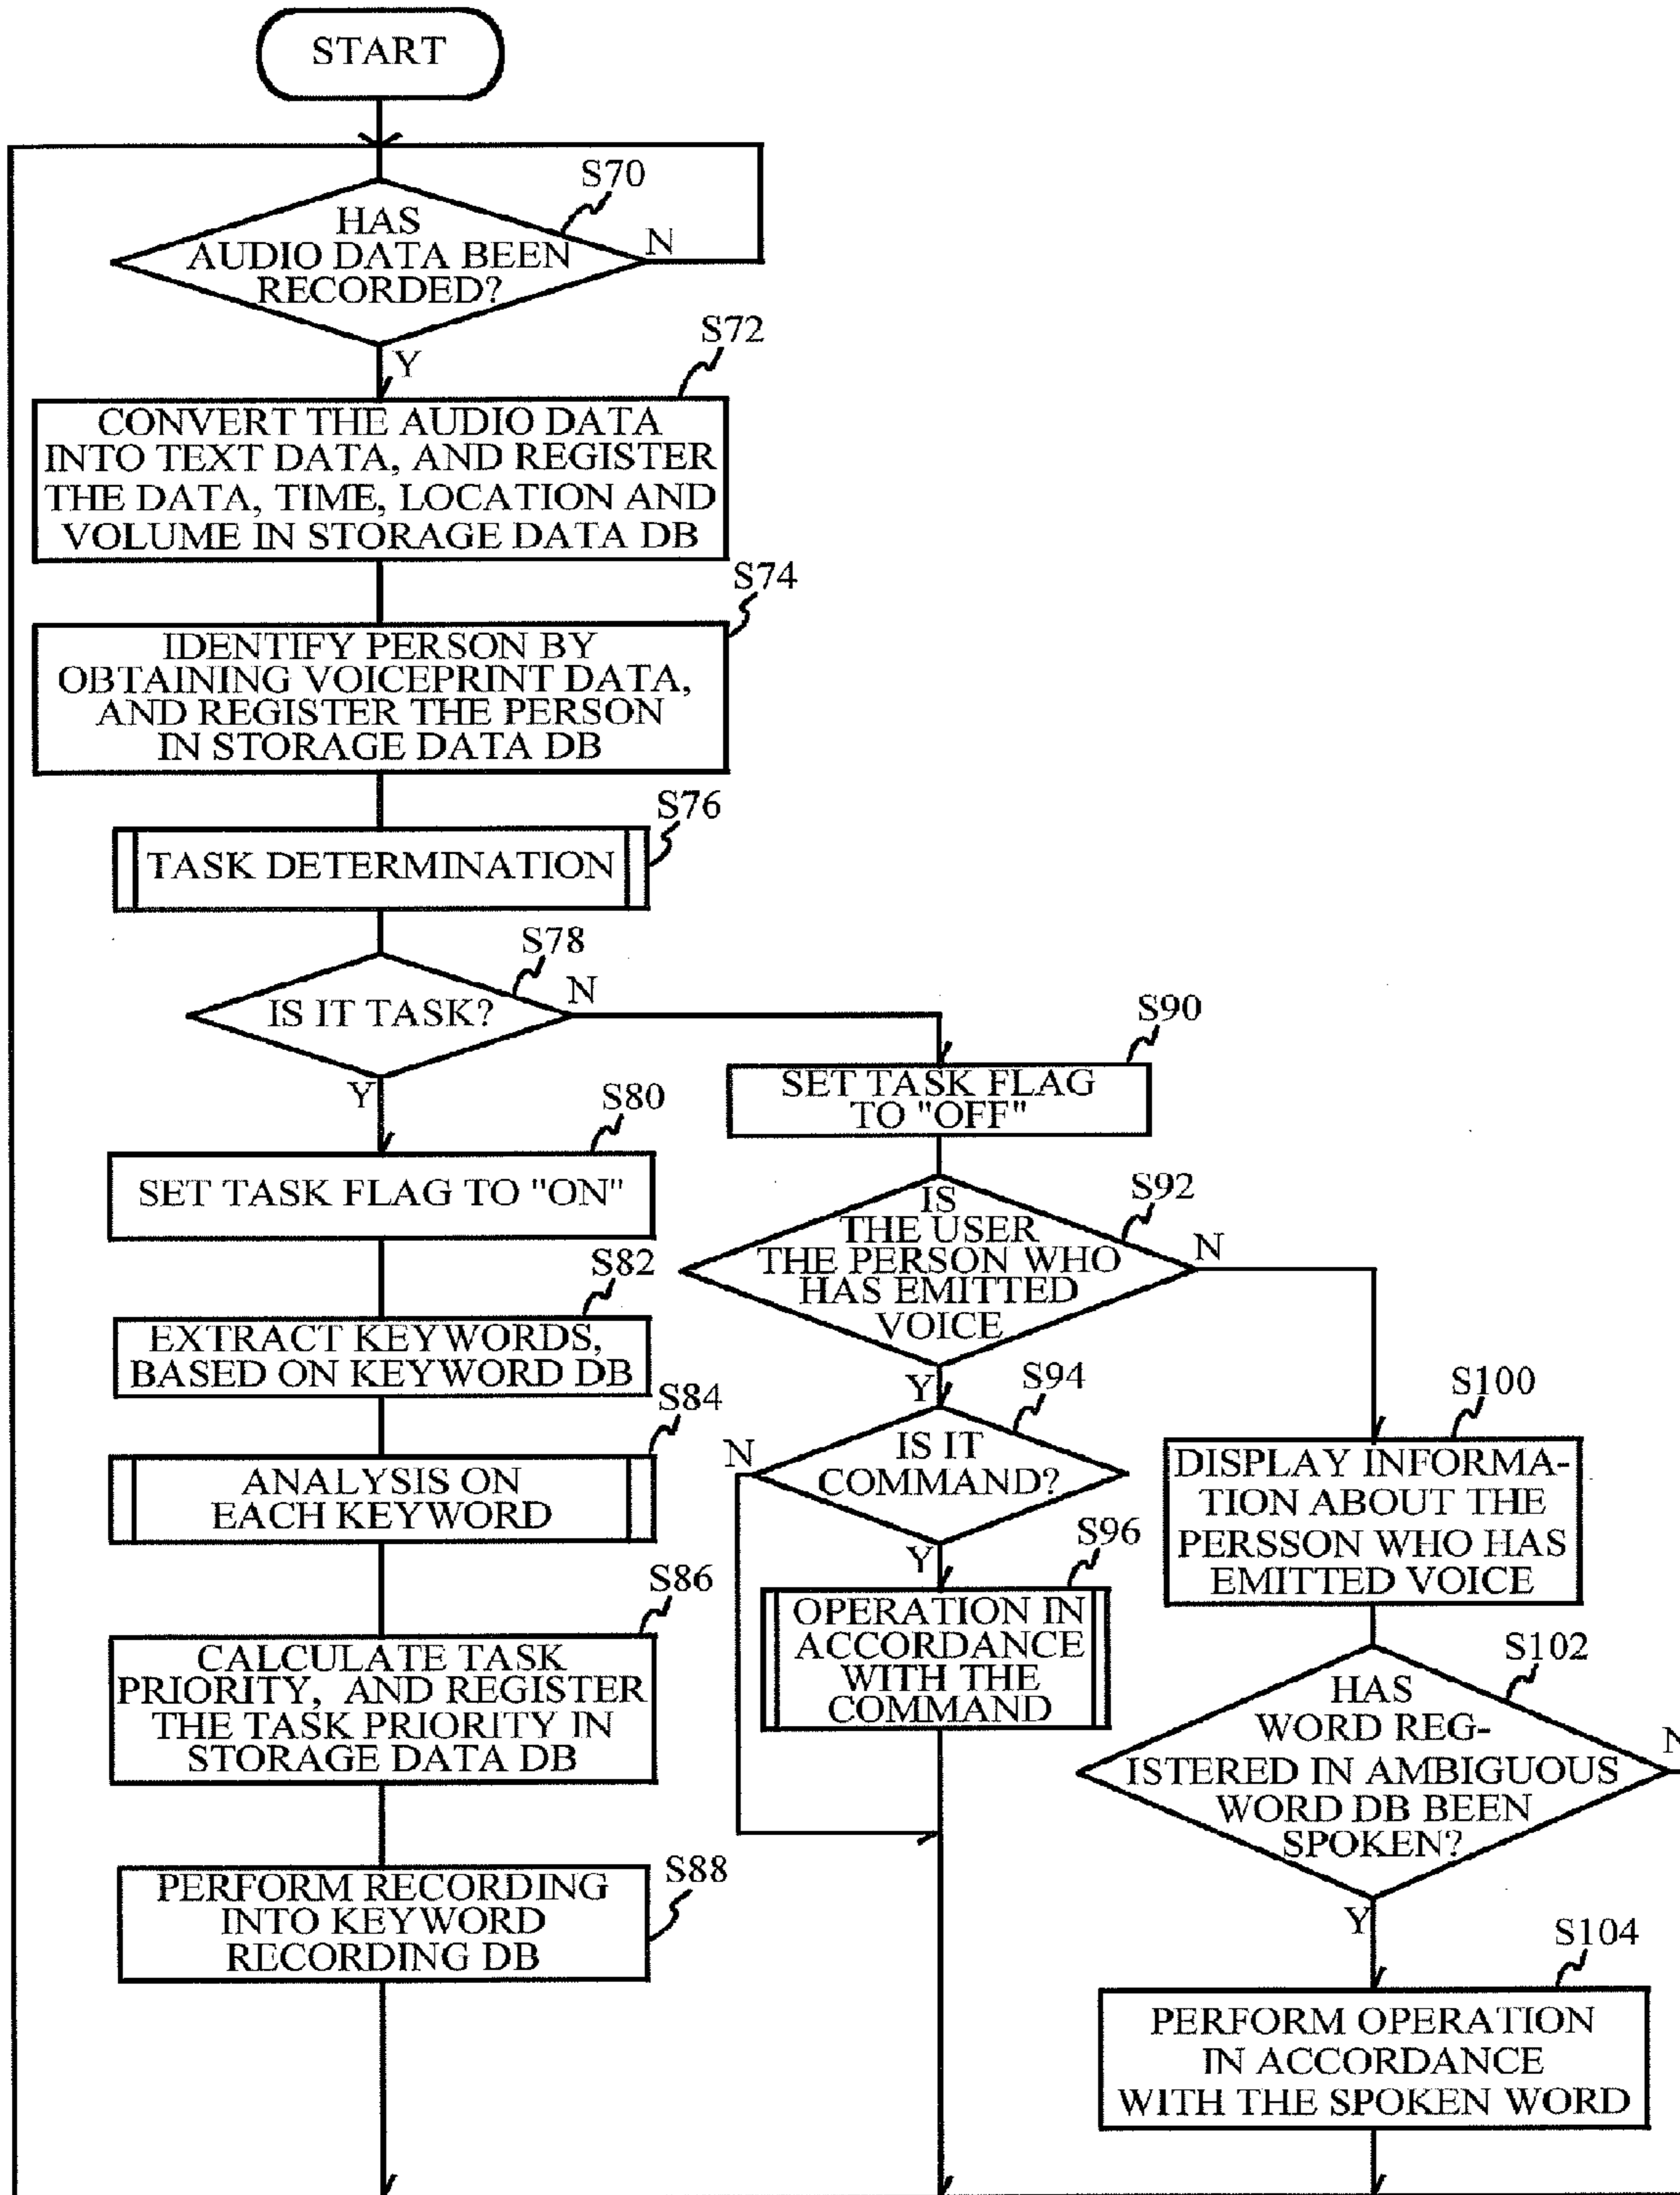 START
S70
HAS
AUDIO DATA BEEN
RECORDED?
N
Y
S72
CONVERT THE AUDIO DATA
INTO TEXT DATA, AND REGISTER
THE DATA, TIME, LOCATION AND
VOLUME IN STORAGE DATA DB
S74
IDENTIFY PERSON BY
OBTAINING VOICEPRINT DATA,
AND REGISTER THE PERSON
IN STORAGE DATA DB
S76
TASK DETERMINATION
S78
IS IT TASK?
N
Y
S80
SET TASK FLAG TO "ON"
S82
EXTRACT KEYWORDS,
BASED ON KEYWORD DB
S84
ANALYSIS ON
EACH KEYWORD
S86
CALCULATE TASK
PRIORITY, AND REGISTER
THE TASK PRIORITY IN
STORAGE DATA DB
S88
PERFORM RECORDING
INTO KEYWORD
RECORDING DB
S90
SET TASK FLAG
TO "OFF"
S92
IS
THE USER
THE PERSON WHO
HAS EMITTED
VOICE
N
Y
S94
IS IT
COMMAND?
N
Y
S96
OPERATION IN
ACCORDANCE
WITH THE
COMMAND
S100
DISPLAY INFORMA-
TION ABOUT THE
PERSSON WHO HAS
EMITTED VOICE
S102
HAS
WORD REG-
ISTERED IN AMBIGUOUS
WORD DB BEEN
SPOKEN?
N
Y
S104
PERFORM OPERATION
IN ACCORDANCE
WITH THE SPOKEN WORD